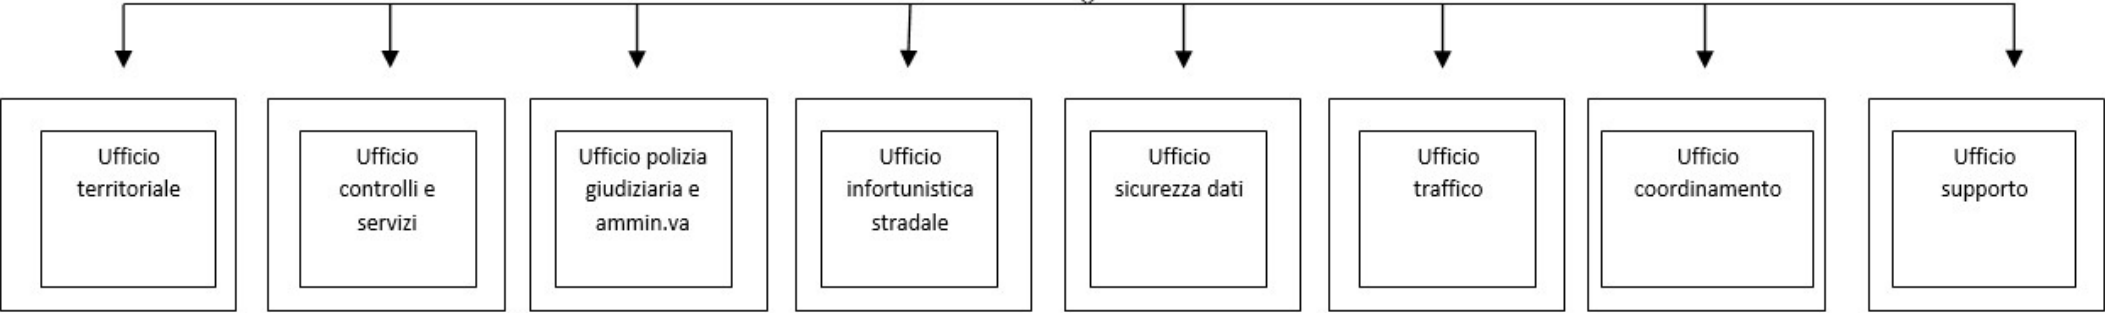 Ufficio
territoriale
Ufficio
controlli e
servizi
Ufficio polizia
giudiziaria e
ammin.va
Ufficio
infortunistica
stradale
Ufficio
sicurezza dati
Ufficio
traffico
Ufficio
coordinamento
Ufficio
supporto